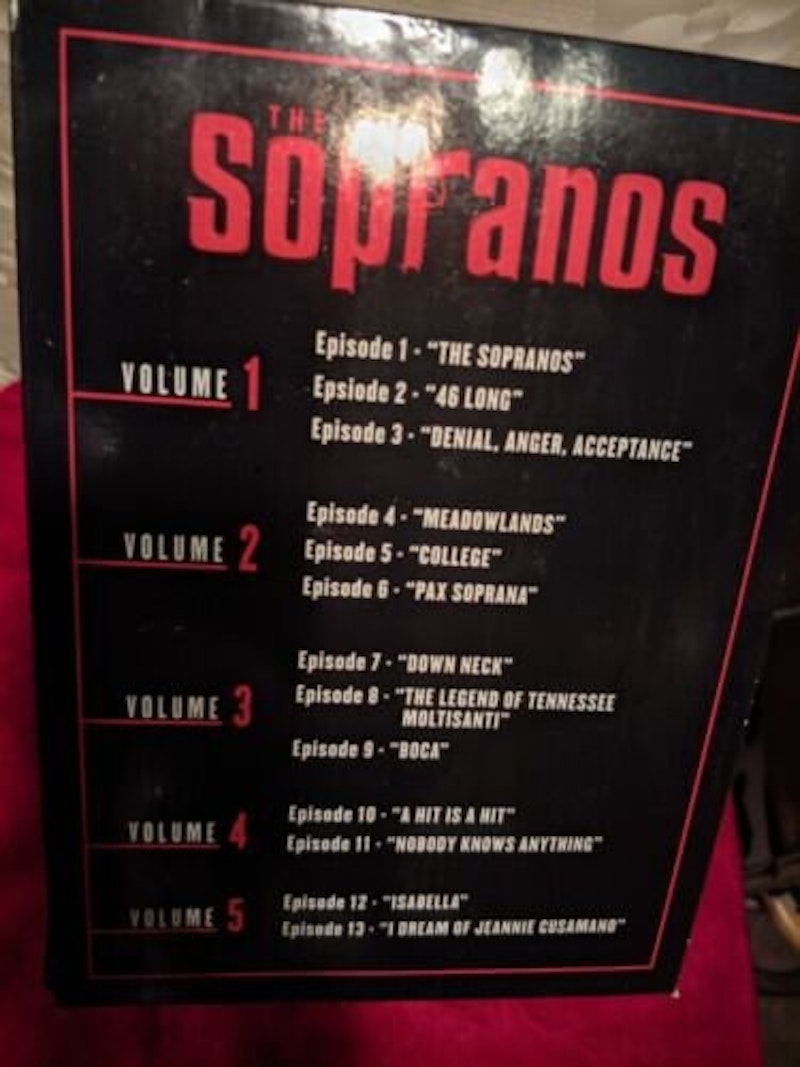 THE
Sopranos
VOLUME 1
Episode 1 - "THE SOPRANOS"
Epsiode 2 - "46 LONG"
Episode 3 - "DENIAL, ANGER, ACCEPTANCE"
VOLUME 2
Episode 4 - "MEADOWLANDS"
Episode 5 - "COLLEGE"
Episode 6 - "PAX SOPRANA"
VOLUME 3
Episode 7 - "DOWN NECK"
Episode 8 - "THE LEGEND OF TENNESSEE
MOLTISANTI"
Episode 9 - "BOCA"
VOLUME 4
Episode 10 - "A HIT IS A HIT"
Episode 11 - "NOBODY KNOWS ANYTHING"
VOLUME 5
Episode 12 - "ISABELLA"
Episode 13 - "I DREAM OF JEANNIE CUSAMANO"